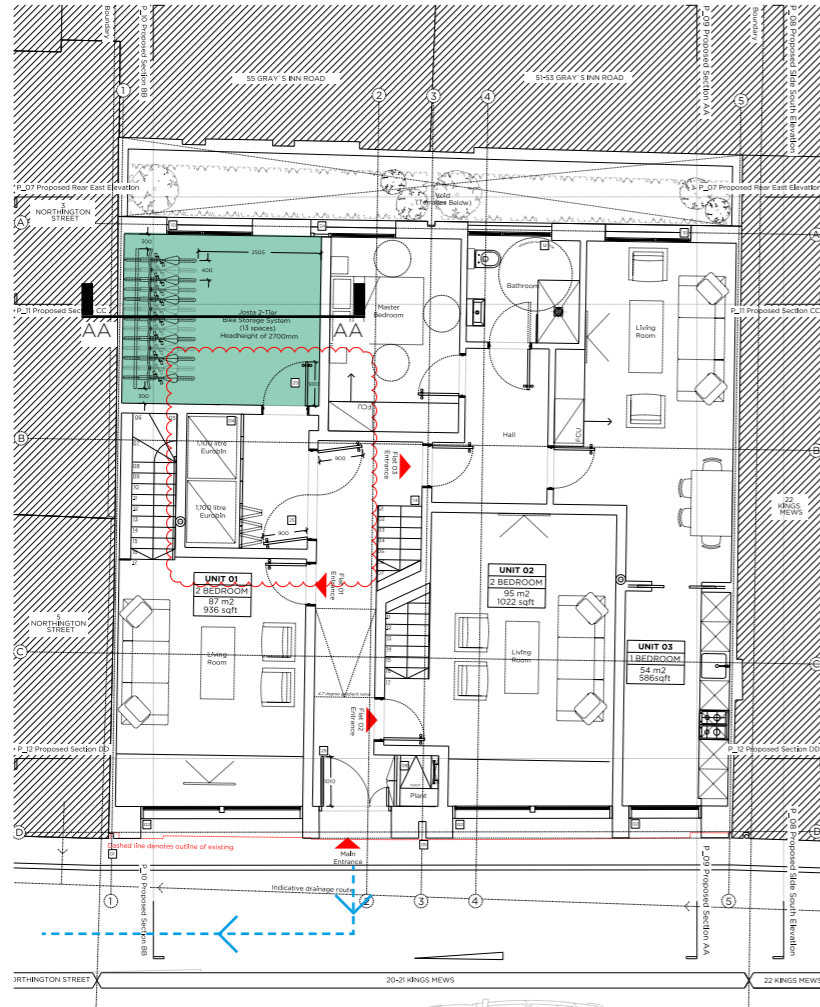 P_10 Proposed Section BB
Boundary
P_09 Proposed Section AA
Boundary
P_08 Proposed Side South Elevation
55 GRAY`S INN ROAD
51-53 GRAY`S INN ROAD
1
2
3
4
5
P_07 Proposed Rear East Elevation
P_07 Proposed Rear East Elevation
Void
(Terraces Below)
3
NORTHINGTON
STREET
A
A
300
2505
400
Josta 2-Tier
Bike Storage System
(13 spaces)
Headheight of 2700mm
Master
Bedroom
Bathroom
Living
Room
P_11 Proposed Section CC
P_11 Proposed Section CC
AA
AA
300
900
FCU
FCU
B
Hall
1,100 litre
Eurobin
1,100 litre
Eurobin
900
900
Flat 03
Entrance
22
KINGS
MEWS
Flat 01
Entrance
UNIT 01
2 BEDROOM
87 m2
936 sqft
UNIT 02
2 BEDROOM
95 m2
1022 sqft
UNIT 03
1 BEDROOM
54 m2
586sqft
NORTHINGTON
STREET
C
C
Living
Room
Living
Room
Flat 02
Entrance
P_12 Proposed Section DD
P_12 Proposed Section DD
1010
Plant
D
D
Dashed line denotes outline of existing
Main
Entrance
Indicative drainage route
P_10 Proposed Section BB
P_09 Proposed Section AA
P_08 Proposed Side South Elevation
1
2
3
4
5
ORTHINGTON STREET
20-21 KINGS MEWS
22 KINGS MEWS